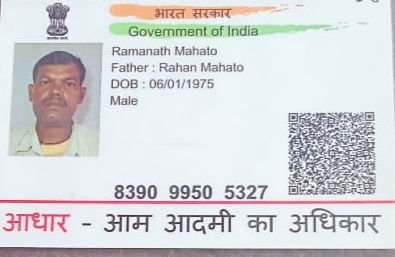 भारत सरकार
Government of India
Ramanath Mahato
Father : Rahan Mahato
DOB : 06/01/1975
Male
8390 9950 5327
आधार - आम आदमी का अधिकार